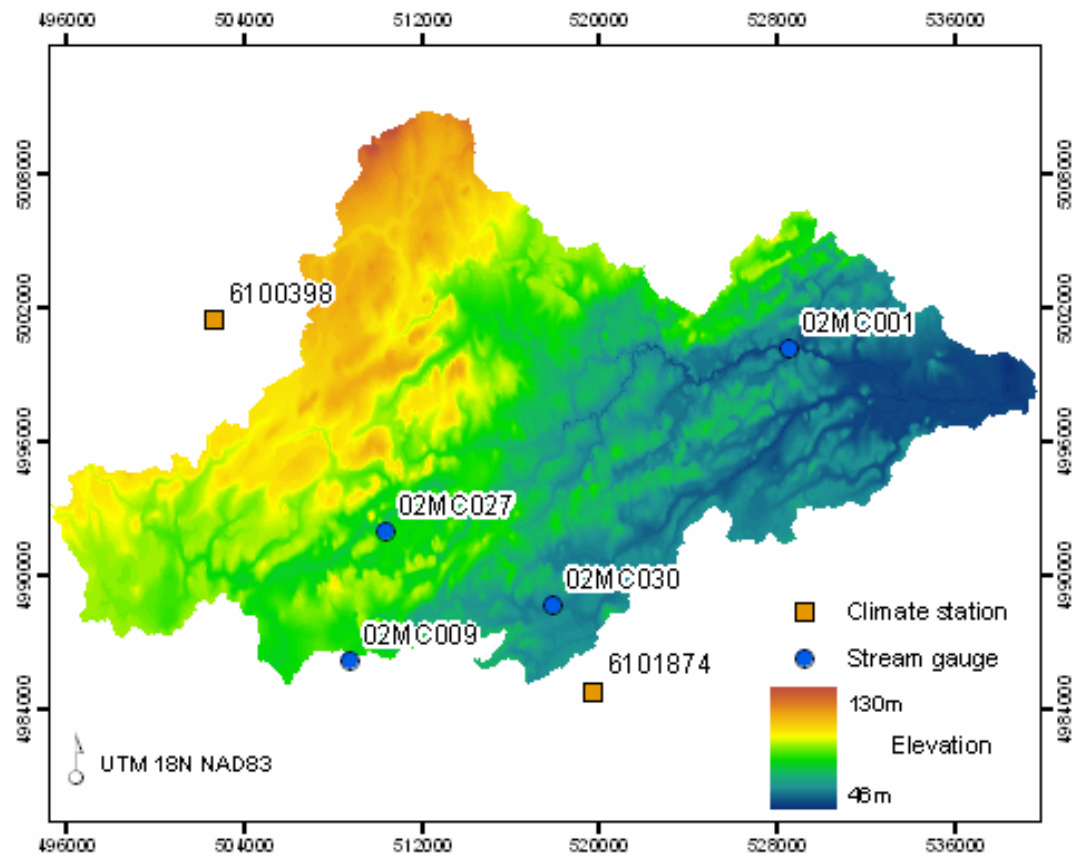 496000 504000 512000 520000 528000 536000
5008000 5008000
6100398
5002000 5002000
02MC001
4996000 4996000
02MC027
02MC030
4990000 4990000
Climate station
02MC009
Stream gauge
6101874
130m
4984000 4984000
Elevation
UTM 18N NAD83
46m
496000 504000 512000 520000 528000 536000